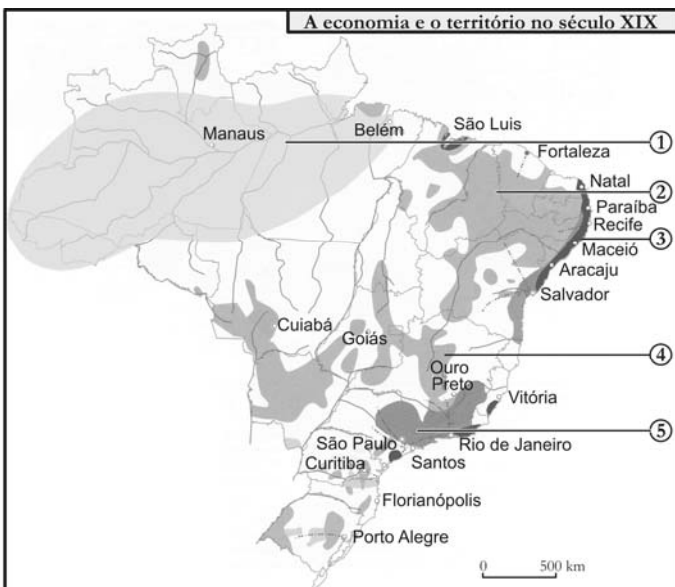 A economia e o território no século XIX
São Luis
Belém
Manaus
1
Fortaleza
Natal
2
Paraíba
Recife
3
Maceió
Aracaju
Salvador
Cuiabá
Goiás
4
Ouro
Preto
Vitória
5
São Paulo
Rio de Janeiro
Curitiba
Santos
Florianópolis
Porto Alegre
0
500 km